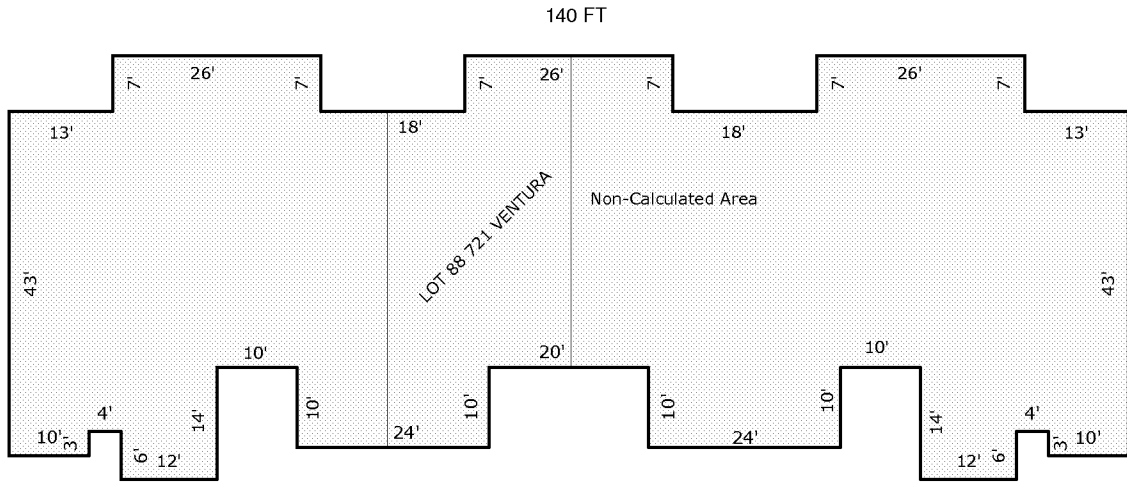 140 FT
26' 26' 26'
7' 7' 7' 7' 7' 7'
13' 18' 18' 13'
LOT 88 721 VENTURA
Non-Calculated Area
43' 43'
10' 20' 10'
14' 10' 10' 10' 10' 14'
4' 24' 24' 4'
10' 3' 6' 12' 12' 6' 3' 10'